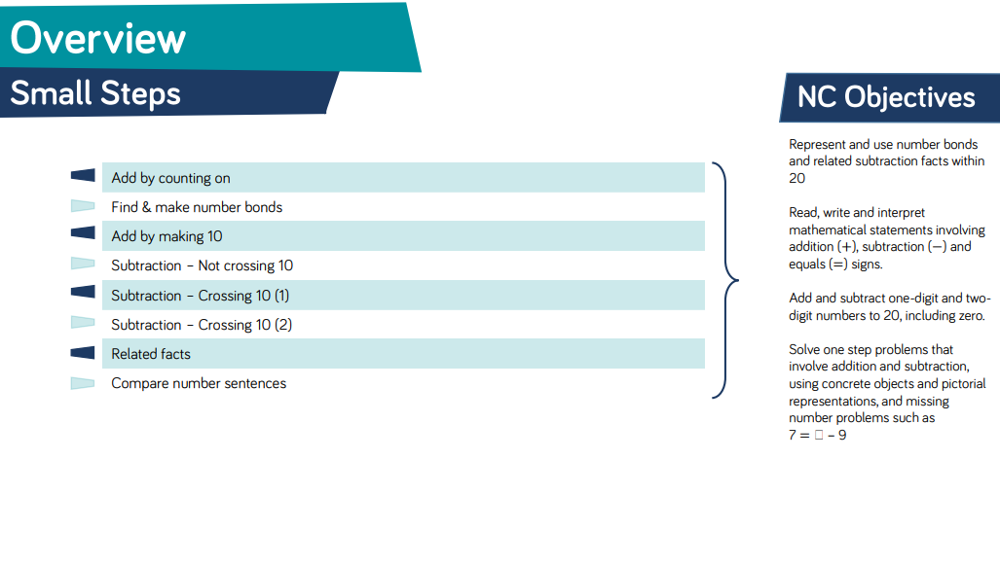 Overview
Small Steps
NC Objectives
Add by counting on
Find & make number bonds
Add by making 10
Subtraction – Not crossing 10
Subtraction – Crossing 10 (1)
Subtraction – Crossing 10 (2)
Related facts
Compare number sentences
Represent and use number bonds
and related subtraction facts within
20
Read, write and interpret
mathematical statements involving
addition (+), subtraction (−) and
equals (=) signs.
Add and subtract one-digit and two-
digit numbers to 20, including zero.
Solve one step problems that
involve addition and subtraction,
using concrete objects and pictorial
representations, and missing
number problems such as
7 = □ – 9